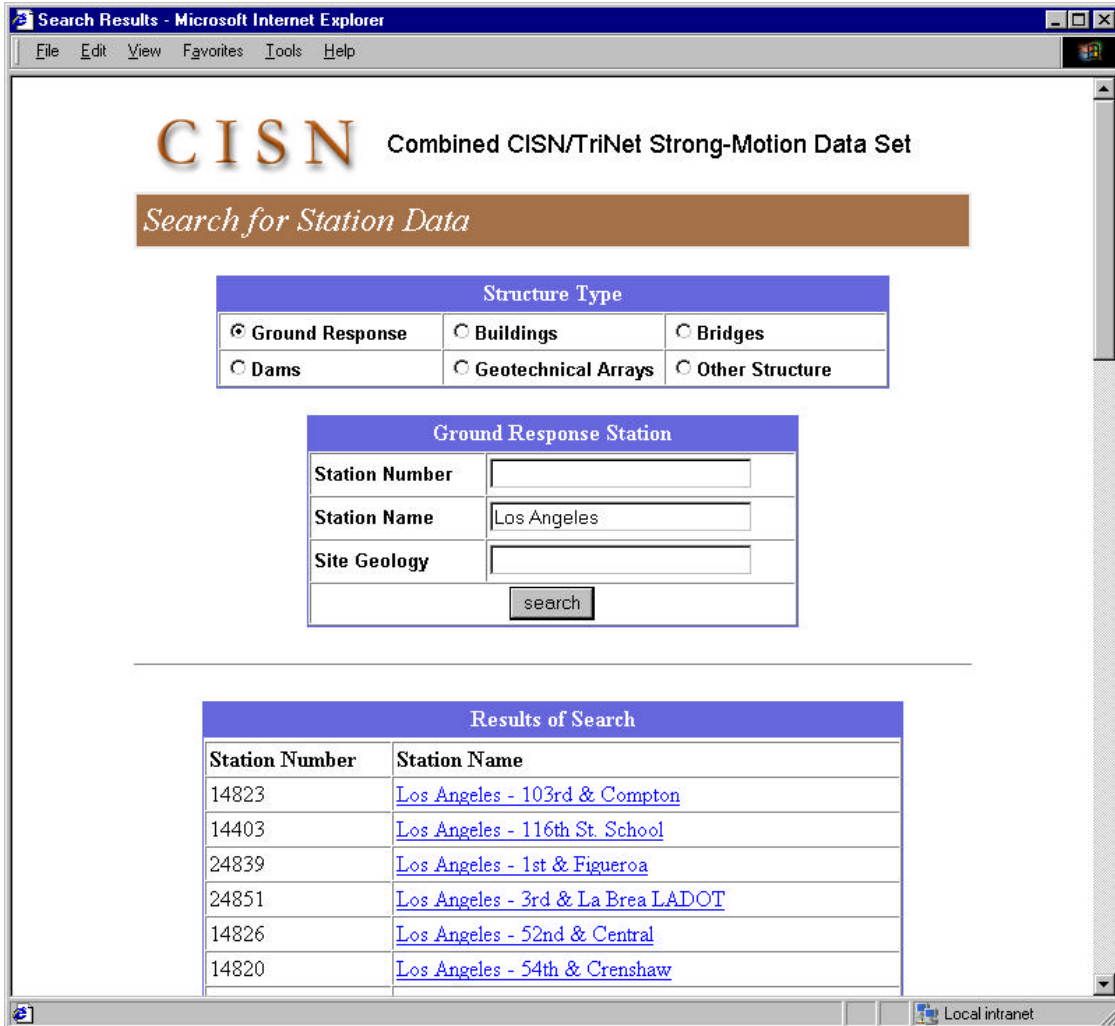 Search Results - Microsoft Internet Explorer
File Edit View Favorites Tools Help
CISN Combined CISN/TriNet Strong-Motion Data Set
Search for Station Data
Structure Type
Ground Response Buildings Bridges
Dams Geotechnical Arrays Other Structure
Ground Response Station
Station Number
Station Name Los Angeles
Site Geology
search
Results of Search
Station Number Station Name
14823 Los Angeles - 103rd & Compton
14403 Los Angeles - 116th St. School
24839 Los Angeles - 1st & Figueroa
24851 Los Angeles - 3rd & La Brea LADOT
14826 Los Angeles - 52nd & Central
14820 Los Angeles - 54th & Crenshaw
Local intranet